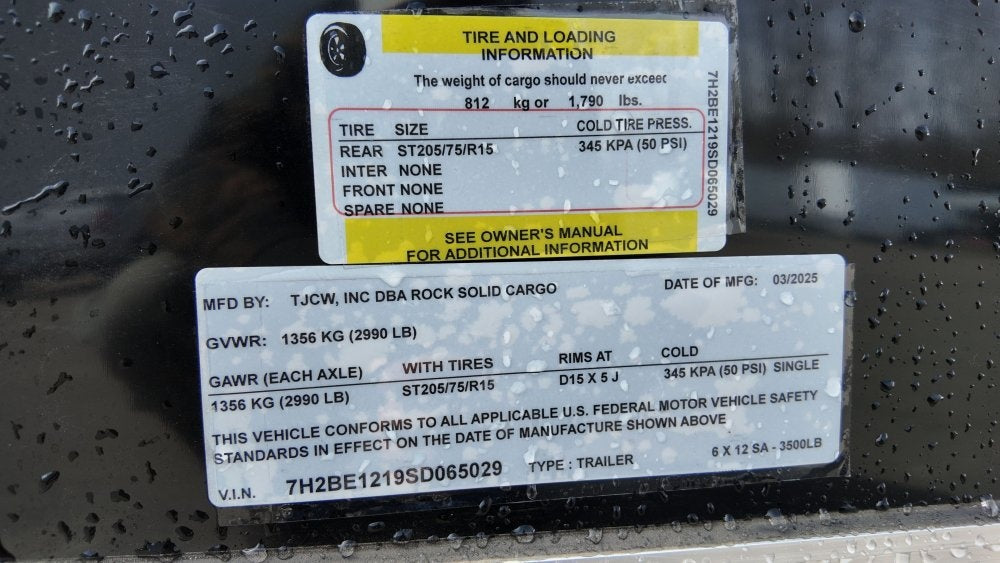 TIRE AND LOADING
INFORMATION
The weight of cargo should never exceed
812 kg or 1,790 lbs.
TIRE SIZE COLD TIRE PRESS.
REAR ST205/75/R15 345 KPA (50 PSI)
INTER NONE
FRONT NONE
SPARE NONE
SEE OWNER'S MANUAL
FOR ADDITIONAL INFORMATION
7H2BE1219SD065029
MFD BY: TJCW, INC DBA ROCK SOLID CARGO DATE OF MFG: 03/2025
GVWR: 1356 KG (2990 LB)
GAWR (EACH AXLE) WITH TIRES RIMS AT COLD
1356 KG (2990 LB) ST205/75/R15 D15 X 5 J 345 KPA (50 PSI) SINGLE
THIS VEHICLE CONFORMS TO ALL APPLICABLE U.S. FEDERAL MOTOR VEHICLE SAFETY
STANDARDS IN EFFECT ON THE DATE OF MANUFACTURE SHOWN ABOVE
V.I.N. 7H2BE1219SD065029 TYPE : TRAILER 6 X 12 SA - 3500LB